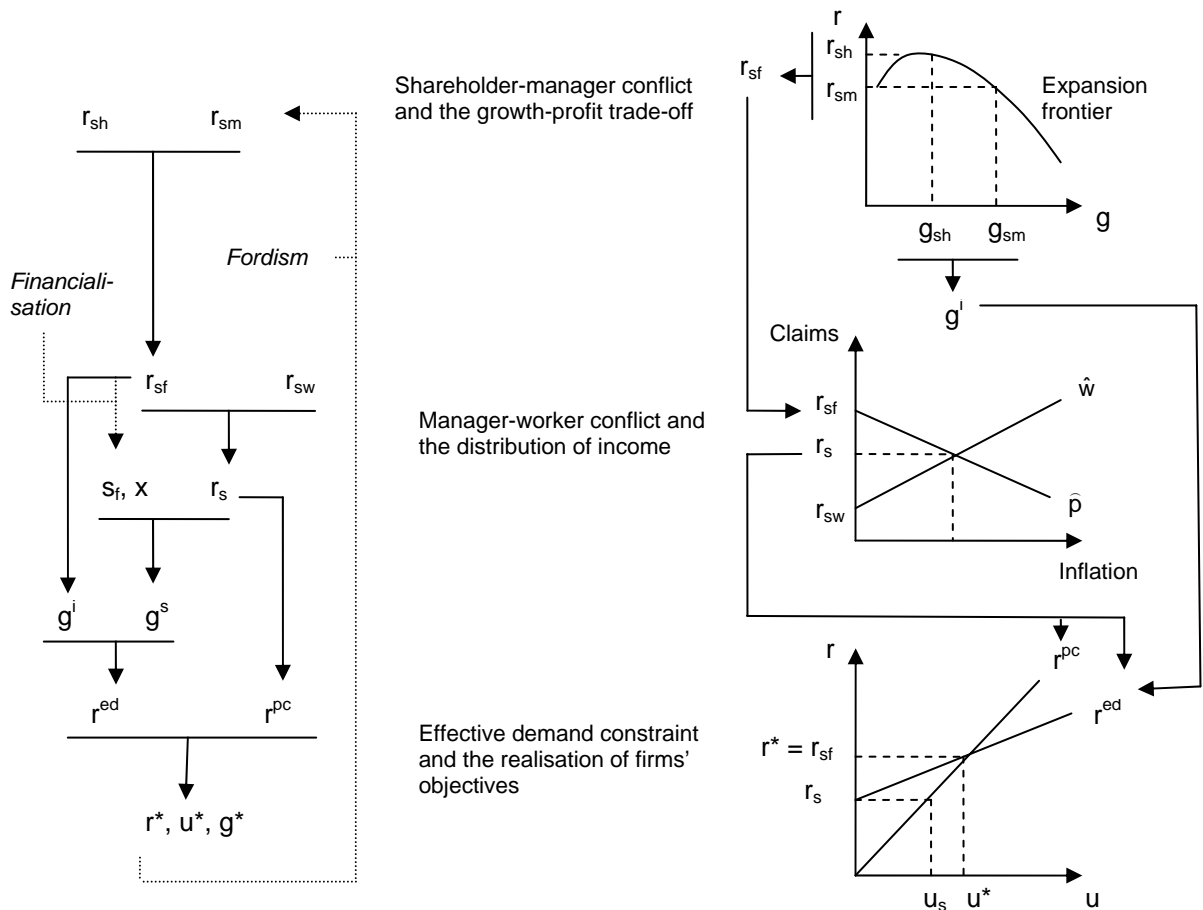 r_sh r_sm
Fordism
Financiali-
sation
r_sf r_sw
s_f, x r_s
g^i g^s
r^ed r^pc
r*, u*, g*
Shareholder-manager conflict
and the growth-profit trade-off
Manager-worker conflict and
the distribution of income
Effective demand constraint
and the realisation of firms'
objectives
r_sf
r
r_sh
r_sm
Expansion
frontier
g
g_sh g_sm
g^i
Claims
r_sf
r_s
r_sw
ŵ
p̂
Inflation
r
r^pc
r^ed
r* = r_sf
r_s
u_s u* u